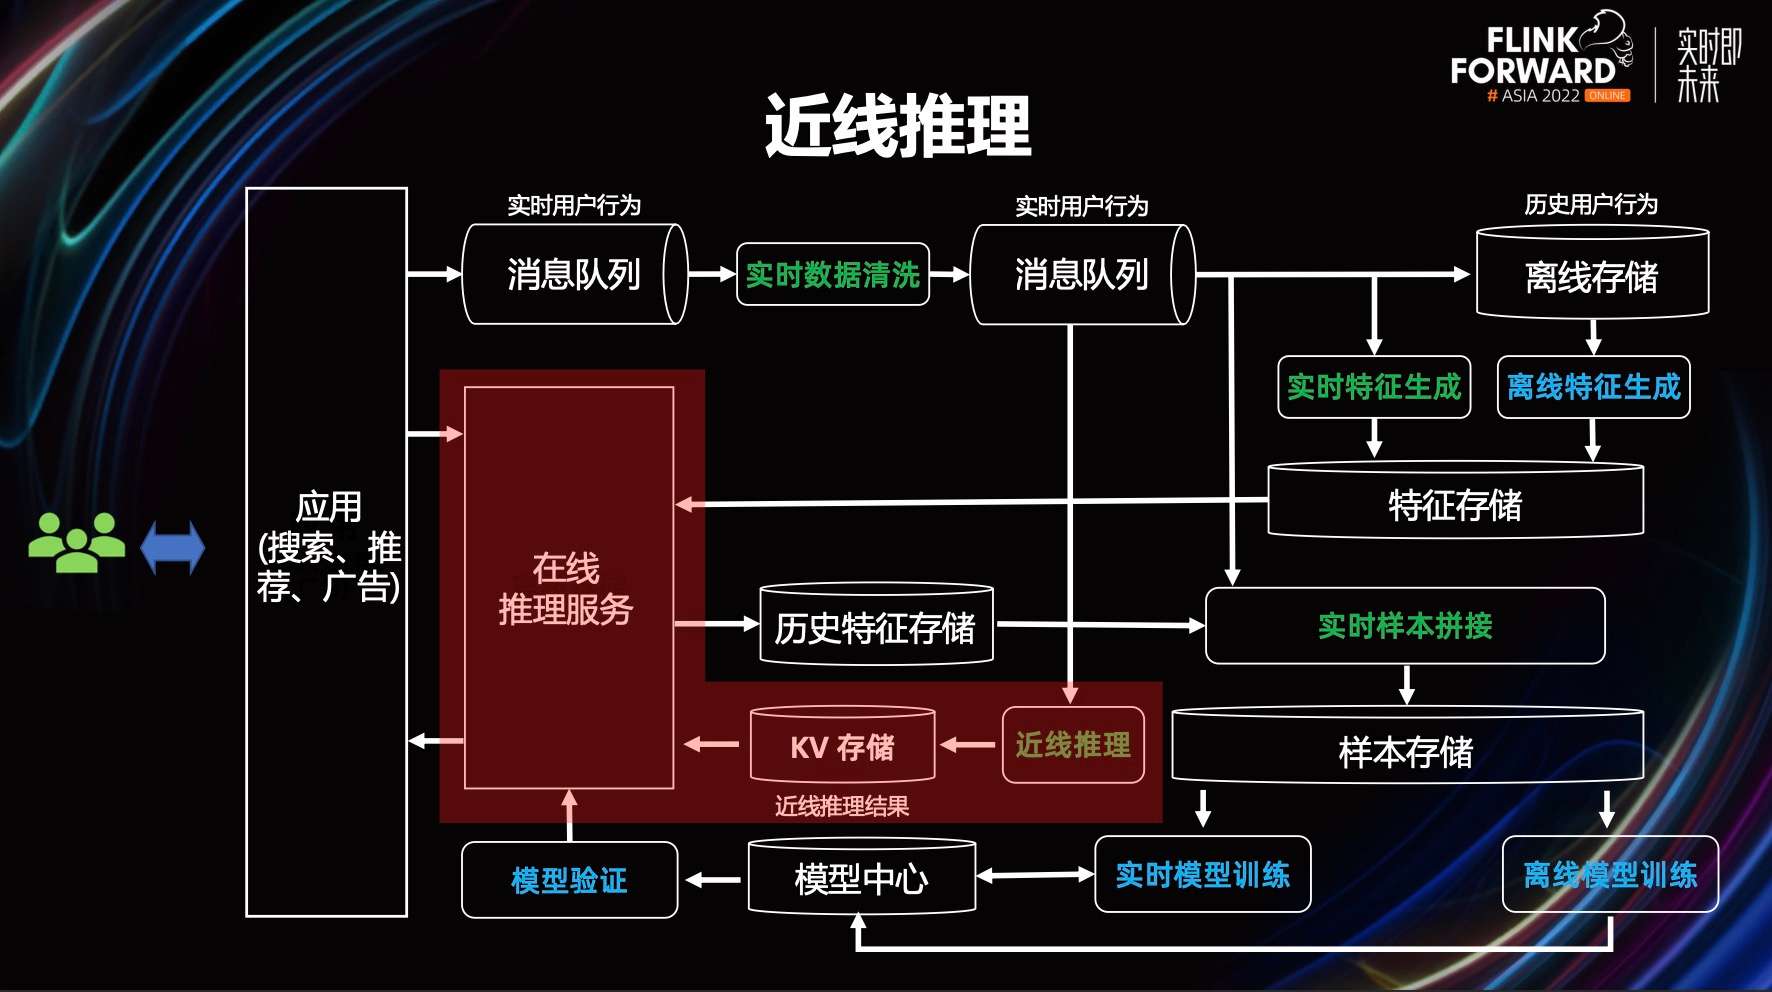 FLINK
FORWARD
# ASIA 2022 ONLINE
实时即
未来
近线推理
实时用户行为
实时用户行为
历史用户行为
消息队列
实时数据清洗
消息队列
离线存储
实时特征生成
离线特征生成
特征存储
应用
(搜索、推
荐、广告)
在线
推理服务
历史特征存储
实时样本拼接
KV 存储
近线推理
样本存储
近线推理结果
模型验证
模型中心
实时模型训练
离线模型训练